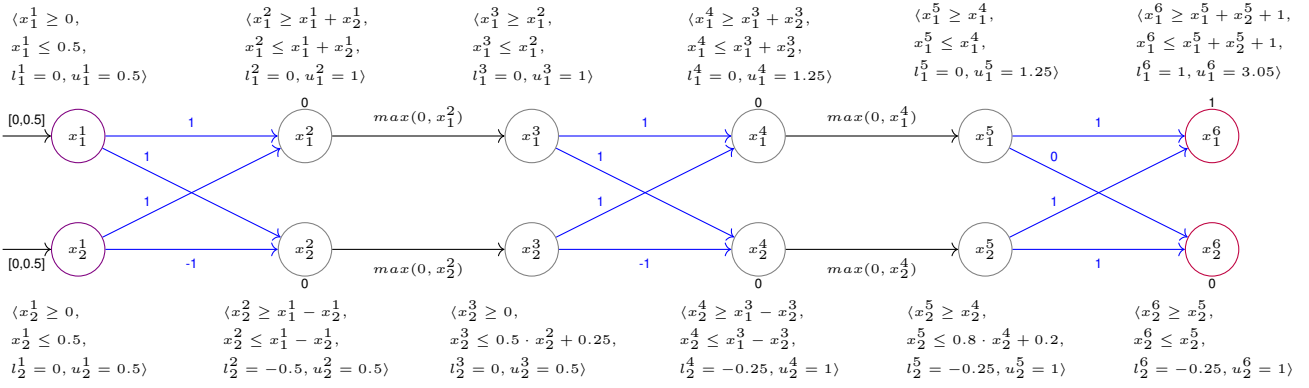 ⟨x_1^1 ≥ 0,
x_1^1 ≤ 0.5,
l_1^1 = 0, u_1^1 = 0.5⟩
⟨x_1^2 ≥ x_1^1 + x_2^1,
x_1^2 ≤ x_1^1 + x_2^1,
l_1^2 = 0, u_1^2 = 1⟩
⟨x_1^3 ≥ x_1^2,
x_1^3 ≤ x_1^2,
l_1^3 = 0, u_1^3 = 1⟩
⟨x_1^4 ≥ x_1^3 + x_2^3,
x_1^4 ≤ x_1^3 + x_2^3,
l_1^4 = 0, u_1^4 = 1.25⟩
⟨x_1^5 ≥ x_1^4,
x_1^5 ≤ x_1^4,
l_1^5 = 0, u_1^5 = 1.25⟩
⟨x_1^6 ≥ x_1^5 + x_2^5 + 1,
x_1^6 ≤ x_1^5 + x_2^5 + 1,
l_1^6 = 1, u_1^6 = 3.05⟩
0
0
1
[0,0.5]
x_1^1
1
x_1^2
max(0, x_1^2)
x_1^3
1
x_1^4
max(0, x_1^4)
x_1^5
1
x_1^6
1
1
0
1
1
1
[0,0.5]
x_2^1
-1
x_2^2
max(0, x_2^2)
x_2^3
-1
x_2^4
max(0, x_2^4)
x_2^5
1
x_2^6
0
0
0
⟨x_2^1 ≥ 0,
x_2^1 ≤ 0.5,
l_2^1 = 0, u_2^1 = 0.5⟩
⟨x_2^2 ≥ x_1^1 − x_2^1,
x_2^2 ≤ x_1^1 − x_2^1,
l_2^2 = −0.5, u_2^2 = 0.5⟩
⟨x_2^3 ≥ 0,
x_2^3 ≤ 0.5 · x_2^2 + 0.25,
l_2^3 = 0, u_2^3 = 0.5⟩
⟨x_2^4 ≥ x_1^3 − x_2^3,
x_2^4 ≤ x_1^3 − x_2^3,
l_2^4 = −0.25, u_2^4 = 1⟩
⟨x_2^5 ≥ x_2^4,
x_2^5 ≤ 0.8 · x_2^4 + 0.2,
l_2^5 = −0.25, u_2^5 = 1⟩
⟨x_2^6 ≥ x_2^5,
x_2^6 ≤ x_2^5,
l_2^6 = −0.25, u_2^6 = 1⟩